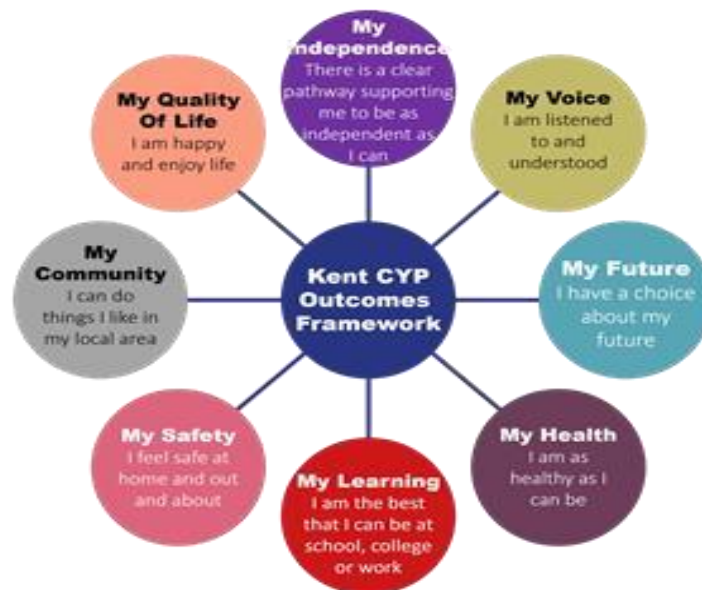 My
independence
There is a clear
pathway supporting
me to be as
independent as
I can
My Voice
I am listened
to and
understood
My Future
I have a choice
about my
future
My Health
I am as
healthy as I
can be
My Learning
I am the best
that I can be at
school, college
or work
My Safety
I feel safe at
home and out
and about
My
Community
I can do
things I like in
my local area
My Quality
Of Life
I am happy
and enjoy life
Kent CYP
Outcomes
Framework